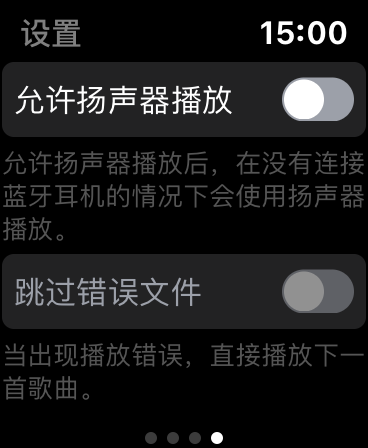 设置 15:00
允许扬声器播放
允许扬声器播放后，在没有连接
蓝牙耳机的情况下会使用扬声器
播放。
跳过错误文件
当出现播放错误，直接播放下一
首歌曲。